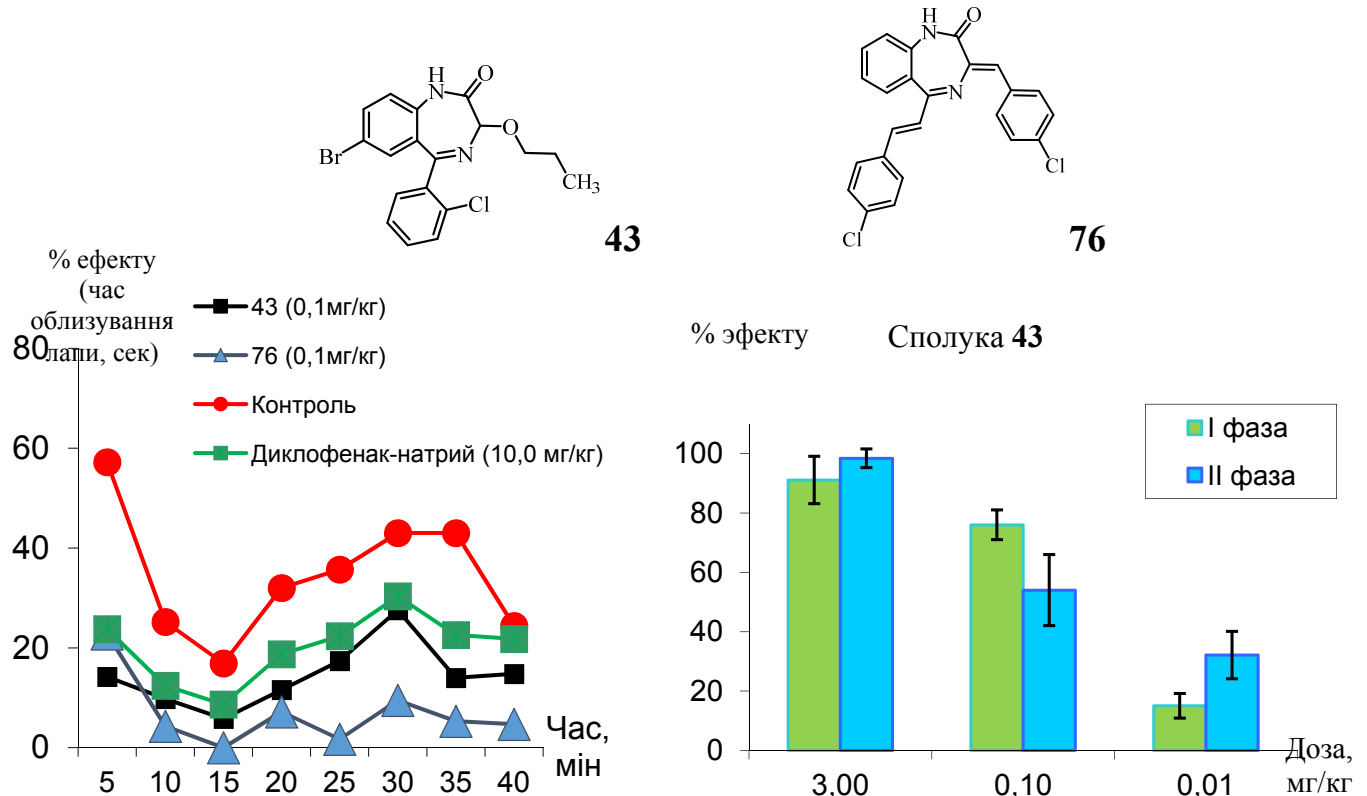 H
N
O
Br
N
O
CH3
Cl
43
H
N
O
N
Cl
Cl
76
% ефекту
(час
облизування
лапи, сек)
43 (0,1мг/кг)
76 (0,1мг/кг)
Контроль
Диклофенак-натрий (10,0 мг/кг)
80
60
40
20
0
5 10 15 20 25 30 35 40
Час,
мін
% эфекту
Сполука 43
I фаза
II фаза
100
80
60
40
20
0
3,00 0,10 0,01
Доза,
мг/кг